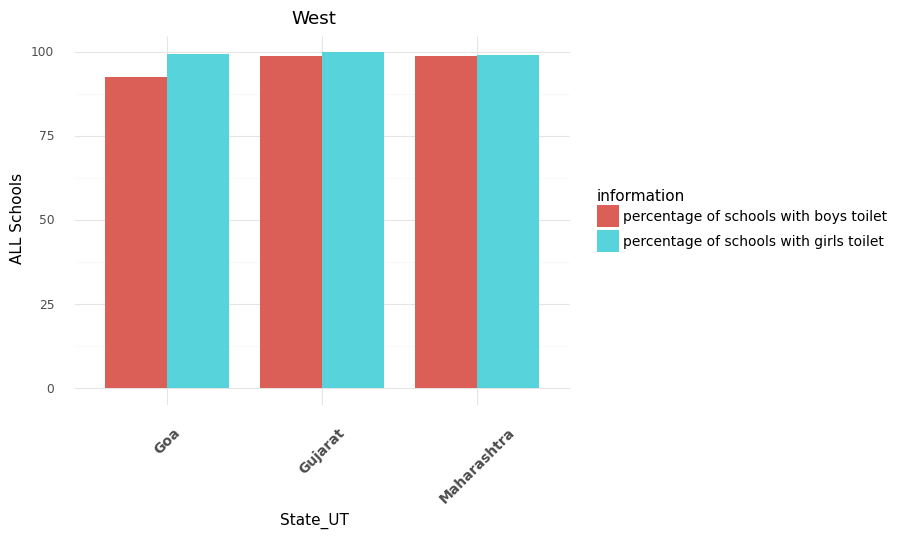 West
ALL Schools
100
75
50
25
0
Goa
Gujarat
Maharashtra
State_UT
information
percentage of schools with boys toilet
percentage of schools with girls toilet